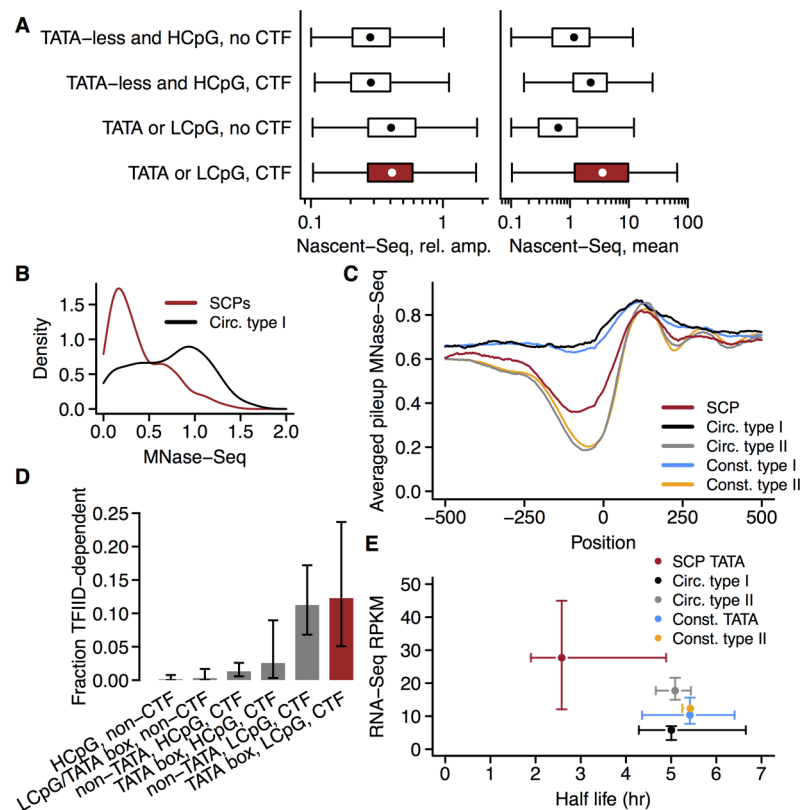 A
TATA−less and HCpG, no CTF
TATA−less and HCpG, CTF
TATA or LCpG, no CTF
TATA or LCpG, CTF
0.1 1
Nascent−Seq, rel. amp.
0.1 1 10 100
Nascent−Seq, mean
B
Density
1.5
1.0
0.5
0.0
SCPs
Circ. type I
0.0 0.5 1.0 1.5 2.0
MNase−Seq
C
Averaged pileup MNase−Seq
0.8
0.6
0.4
0.2
0.0
SCP
Circ. type I
Circ. type II
Const. type I
Const. type II
−500 −250 0 250 500
Position
D
Fraction TFIID−dependent
0.25
0.20
0.15
0.10
0.05
0.00
HCpG, non−CTF
LCpG/TATA box, non−CTF
non−TATA, HCpG, CTF
TATA box, HCpG, CTF
non−TATA, LCpG, CTF
TATA box, LCpG, CTF
E
RNA−Seq RPKM
50
40
30
20
10
0
SCP TATA
Circ. type I
Circ. type II
Const. TATA
Const. type II
0 1 2 3 4 5 6 7
Half life (hr)